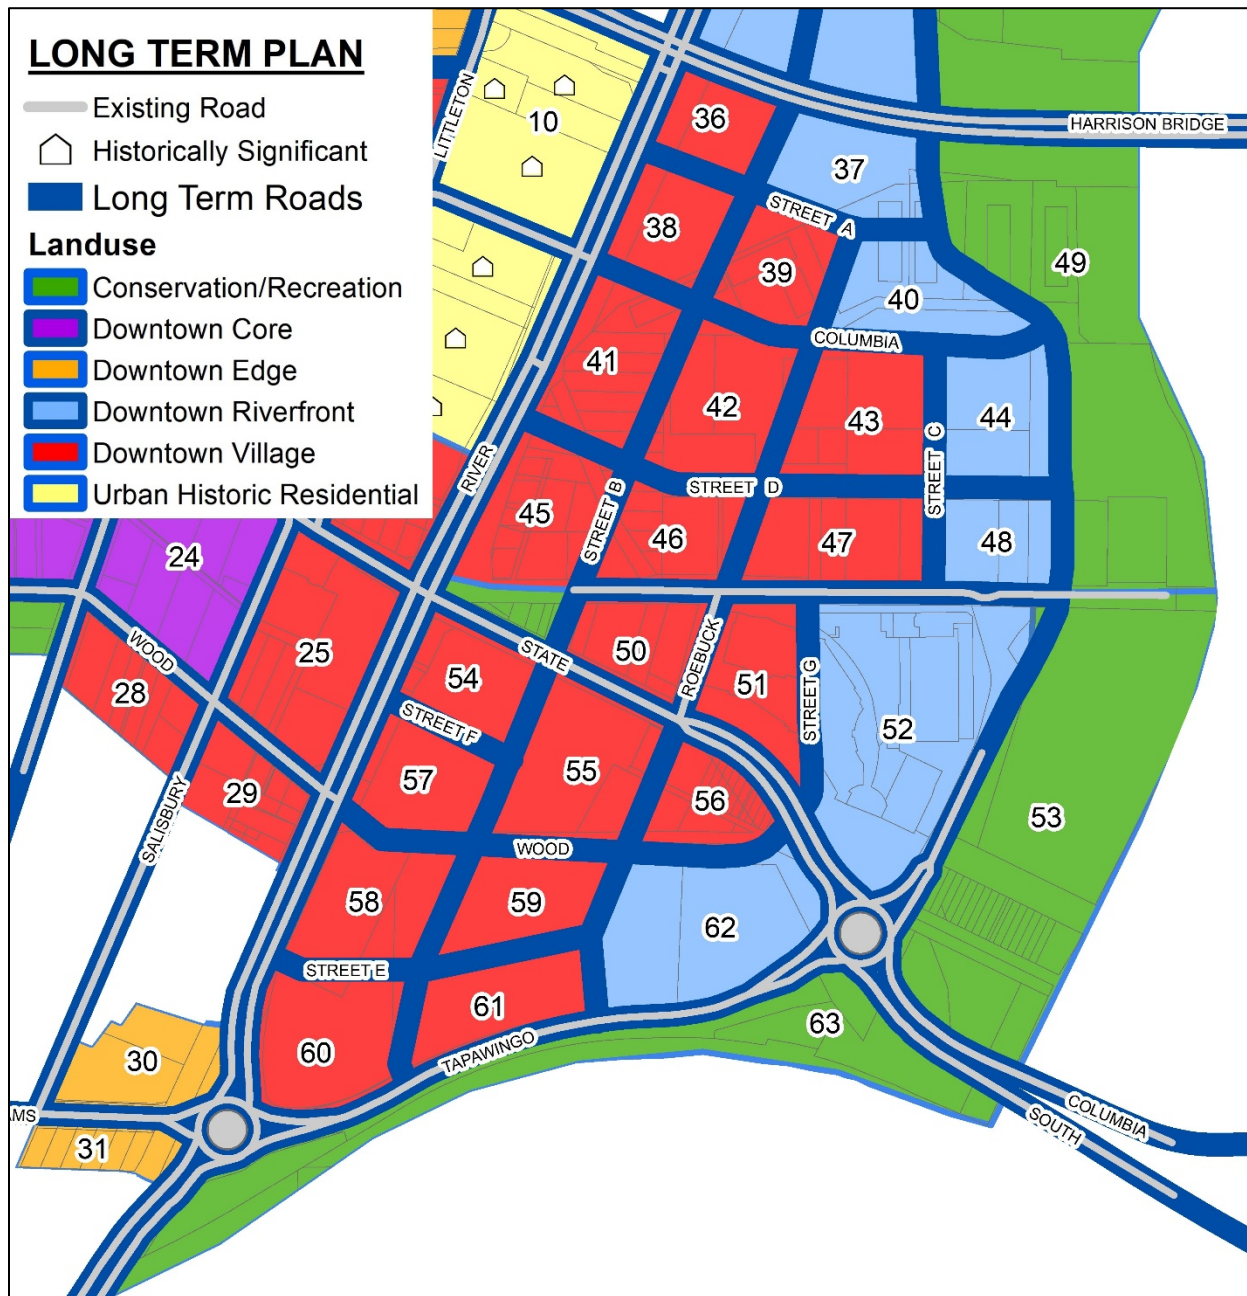 LONG TERM PLAN
Existing Road
Historically Significant
Long Term Roads
Landuse
Conservation/Recreation
Downtown Core
Downtown Edge
Downtown Riverfront
Downtown Village
Urban Historic Residential
LITTLETON
10
36
HARRISON BRIDGE
37
STREET A
38
39
49
40
COLUMBIA
41
42
43
44
STREET C
RIVER
STREET D
45
STREET B
46
47
48
24
WOOD
25
STATE
50
ROEBUCK
51
STREET G
52
28
54
STREET F
55
56
57
29
SALISBURY
53
WOOD
58
59
62
STREET E
61
60
TAPAWINGO
63
30
AMS
31
COLUMBIA
SOUTH